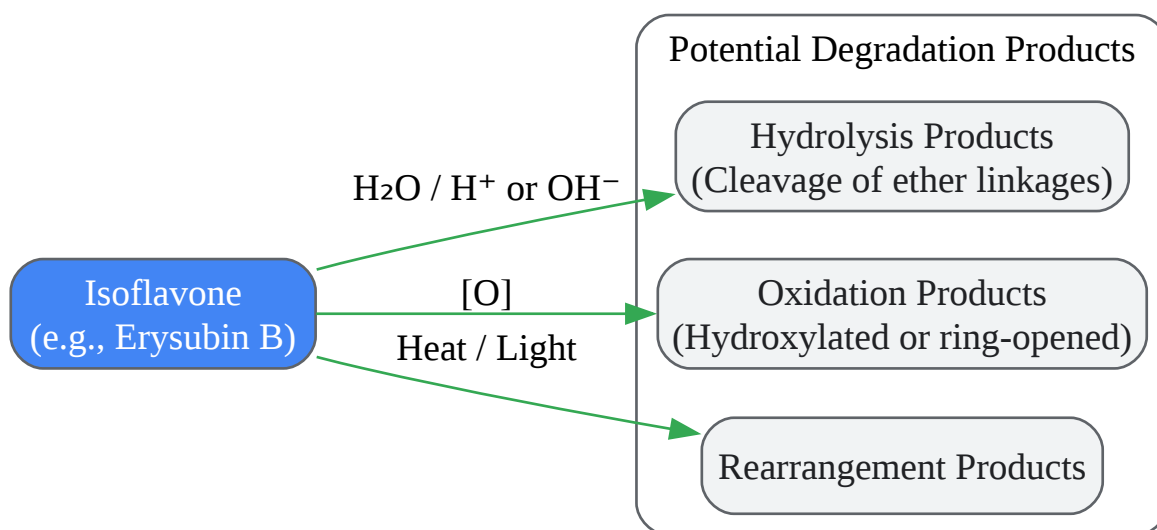 Potential Degradation Products
Hydrolysis Products
(Cleavage of ether linkages)
H₂O / H⁺ or OH⁻
Isoflavone
(e.g., Erysubin B)
[O]
Oxidation Products
(Hydroxylated or ring-opened)
Heat / Light
Rearrangement Products